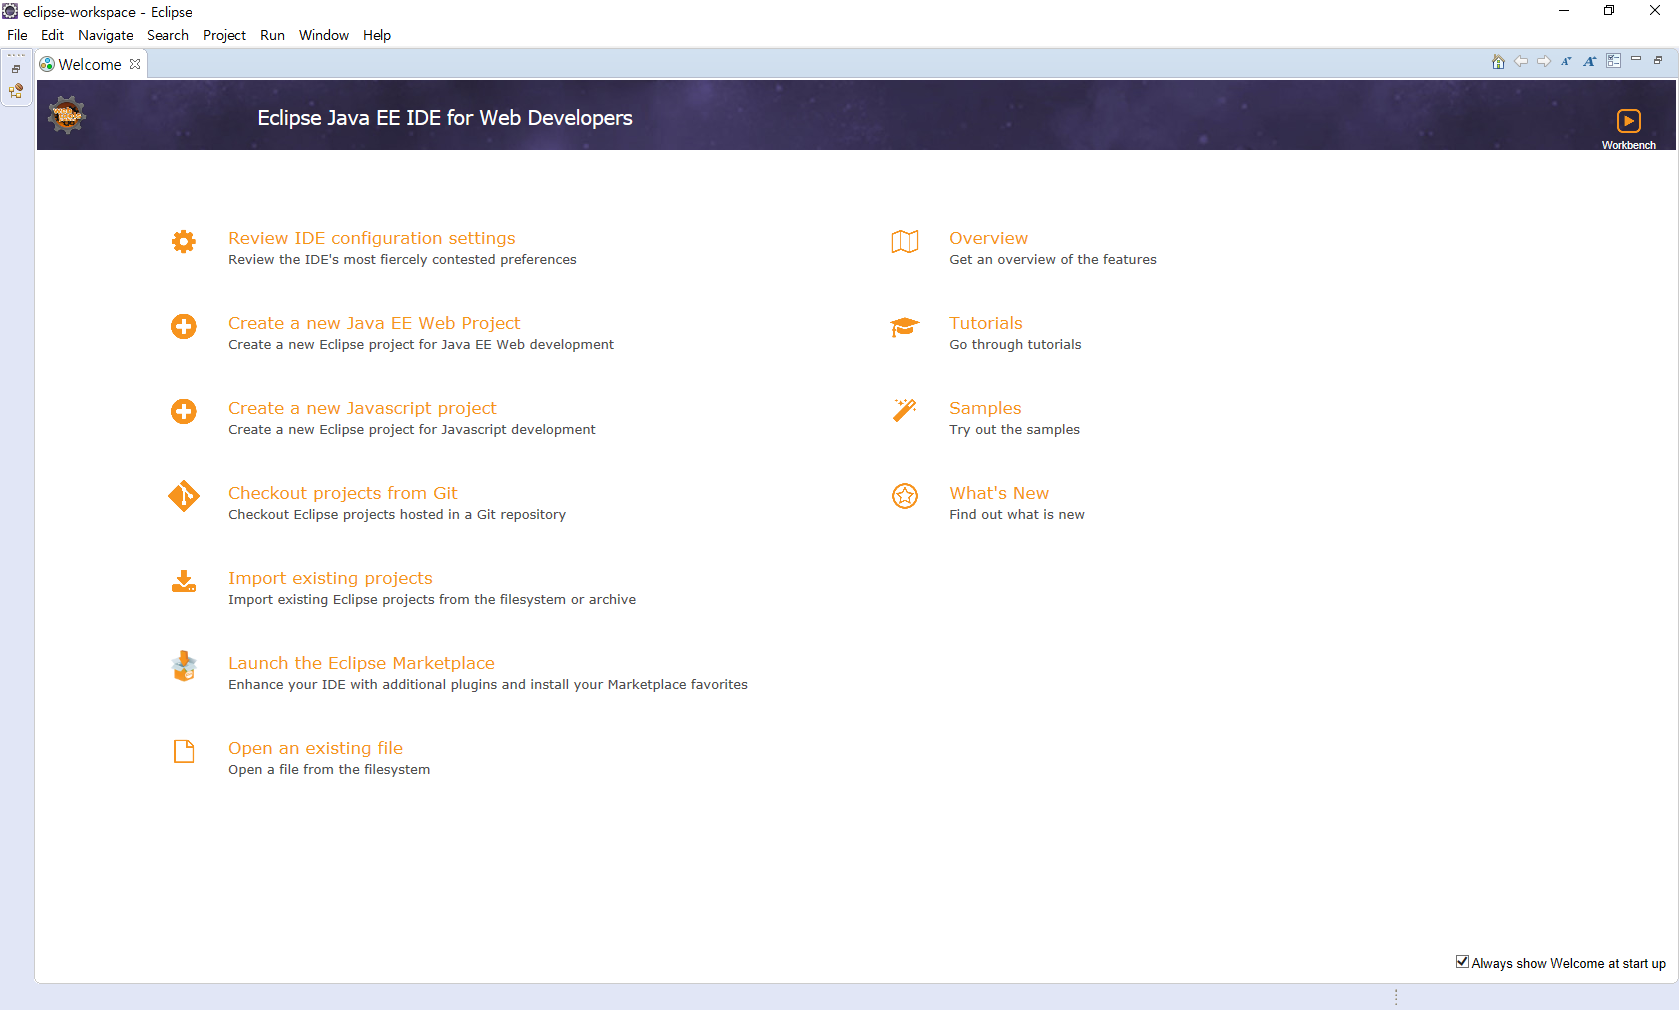 eclipse-workspace - Eclipse
File Edit Navigate Search Project Run Window Help
Welcome
Eclipse Java EE IDE for Web Developers
Workbench
Review IDE configuration settings
Review the IDE's most fiercely contested preferences
Create a new Java EE Web Project
Create a new Eclipse project for Java EE Web development
Create a new Javascript project
Create a new Eclipse project for Javascript development
Checkout projects from Git
Checkout Eclipse projects hosted in a Git repository
Import existing projects
Import existing Eclipse projects from the filesystem or archive
Launch the Eclipse Marketplace
Enhance your IDE with additional plugins and install your Marketplace favorites
Open an existing file
Open a file from the filesystem
Overview
Get an overview of the features
Tutorials
Go through tutorials
Samples
Try out the samples
What's New
Find out what is new
Always show Welcome at start up